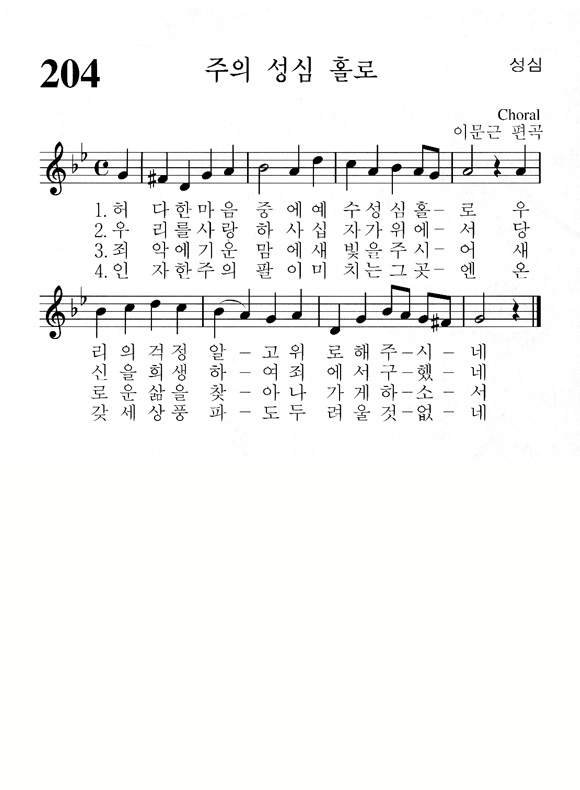 204
주의 성심 홀로
성심
Choral
이문근 편곡
1. 허 다한마음 중에예 수성심홀- 로 우
2. 우 리를사랑 하사십 자가위에- 서 당
3. 죄 악에기운 맘에새 빛을주시- 어 새
4. 인 자한주의 팔이미 치는그곳- 엔 온
리의걱정 알-고위 로해주-시- 네
신을희생 하-여죄 에서구-했- 네
로운삶을 찾-아나 가게하-소- 서
갖세상풍 파-도두 려울것-없- 네